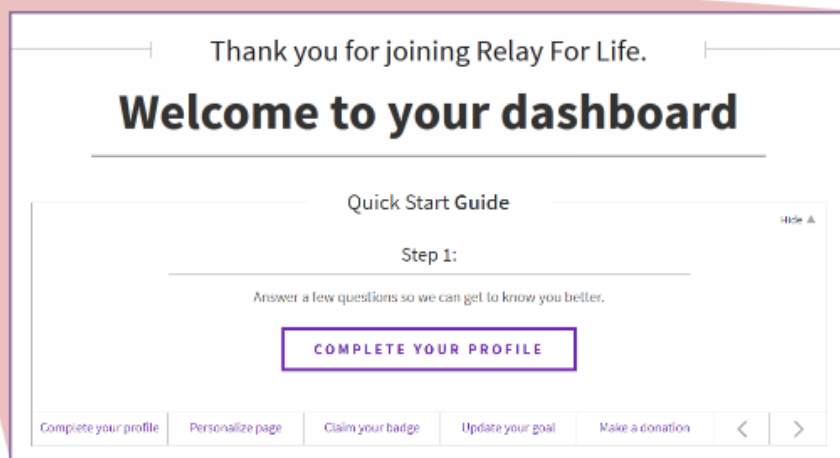 Thank you for joining Relay For Life.
Welcome to your dashboard
Quick Start Guide
Hide
Step 1:
Answer a few questions so we can get to know you better.
COMPLETE YOUR PROFILE
Complete your profile
Personalize page
Claim your badge
Update your goal
Make a donation